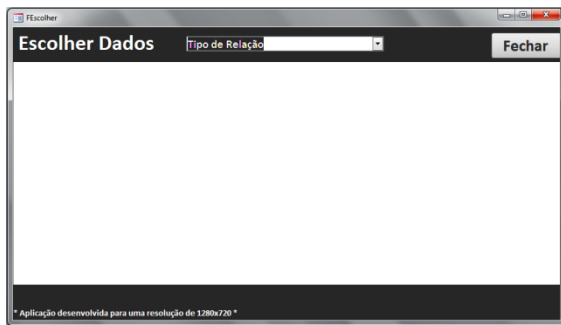 FEscolher
Escolher Dados
Tipo de Relação
Fechar
* Aplicação desenvolvida para uma resolução de 1280x720 *